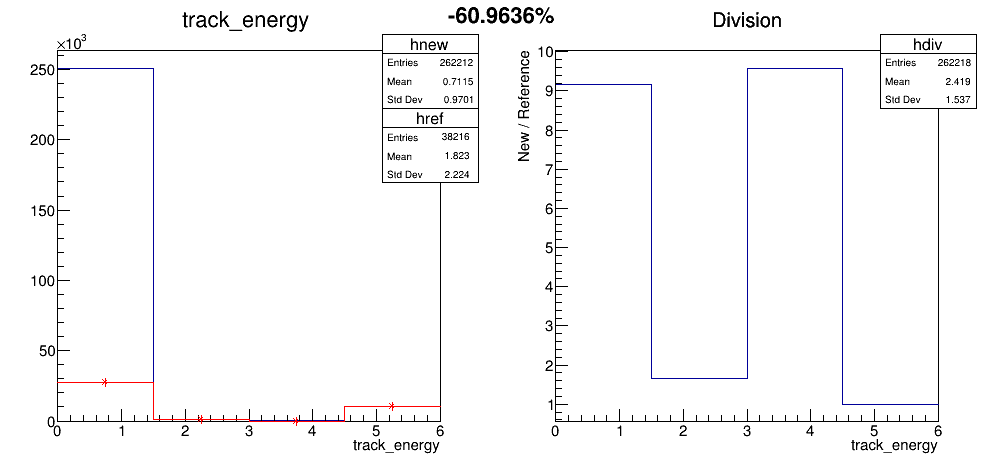 -60.9636%
track_energy
×10³
hnew
Entries 262212
Mean 0.7115
Std Dev 0.9701
href
Entries 38216
Mean 1.823
Std Dev 2.224
250
200
150
100
50
0
0 1 2 3 4 5 6
track_energy
Division
hdiv
Entries 262218
Mean 2.419
Std Dev 1.537
New / Reference
10
9
8
7
6
5
4
3
2
1
0 1 2 3 4 5 6
track_energy